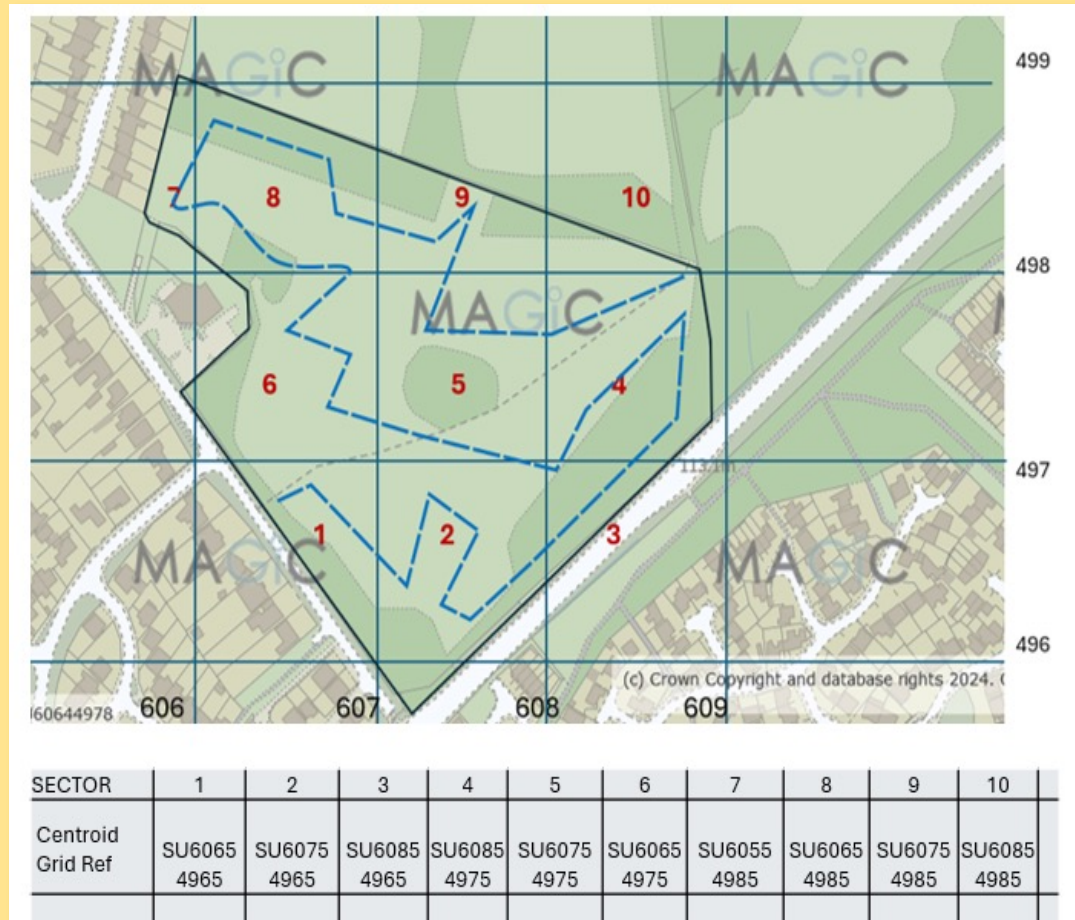 MAGiC MAGiC
499
7 8 9 10
498
MAGiC
6 5 4
113.1m
497
1 2 3
MAGiC MAGiC
496
(c) Crown Copyright and database rights 2024.
60644978 606 607 608 609
SECTOR 1 2 3 4 5 6 7 8 9 10
Centroid
Grid Ref
SU6065 SU6075 SU6085 SU6085 SU6075 SU6065 SU6055 SU6065 SU6075 SU6085
4965 4965 4965 4975 4975 4975 4985 4985 4985 4985